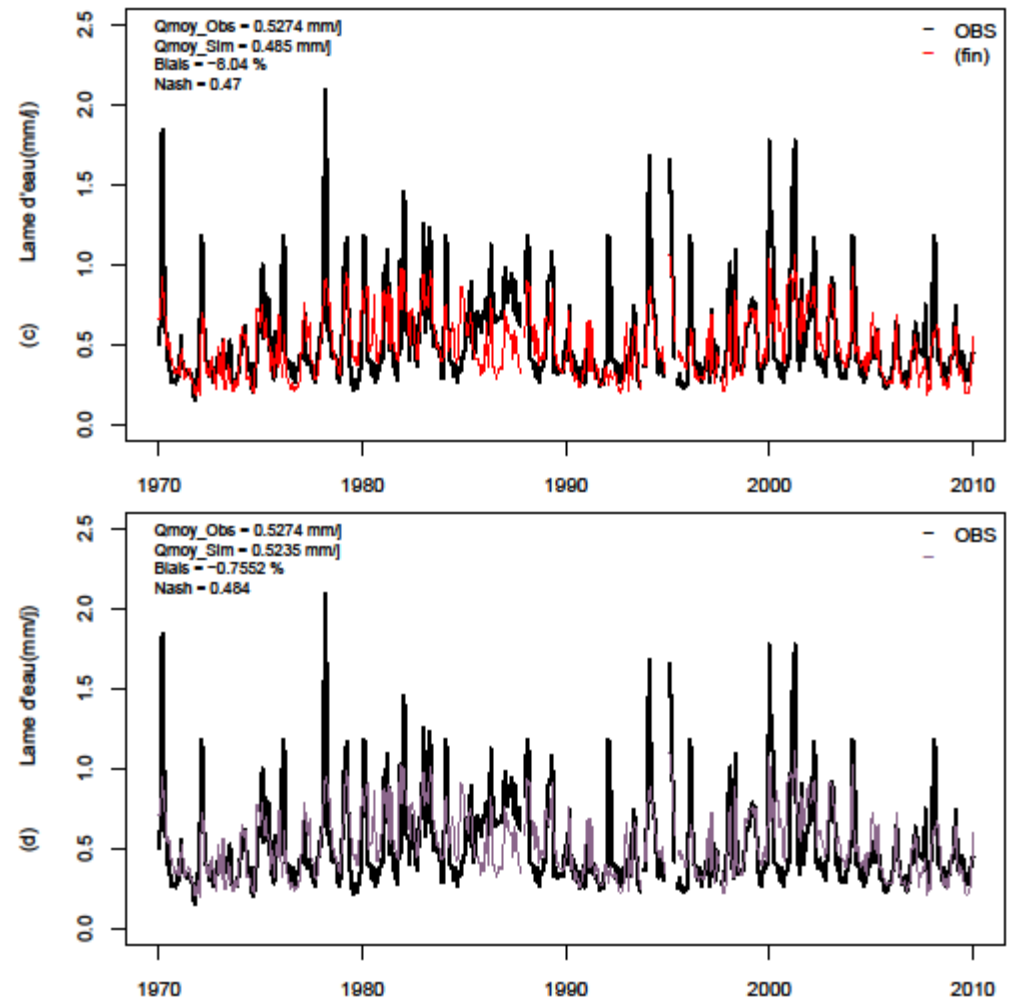 Qmoy_Obs = 0.5274 mm/j
Qmoy_Sim = 0.485 mm/j
Biais = −8.04 %
Nash = 0.47
OBS
(fin)
2.5
2.0
1.5
1.0
0.5
0.0
Lame d'eau(mm/j)
(c)
1970
1980
1990
2000
2010
Qmoy_Obs = 0.5274 mm/j
Qmoy_Sim = 0.5235 mm/j
Biais = −0.7552 %
Nash = 0.484
OBS
2.5
2.0
1.5
1.0
0.5
0.0
Lame d'eau(mm/j)
(d)
1970
1980
1990
2000
2010